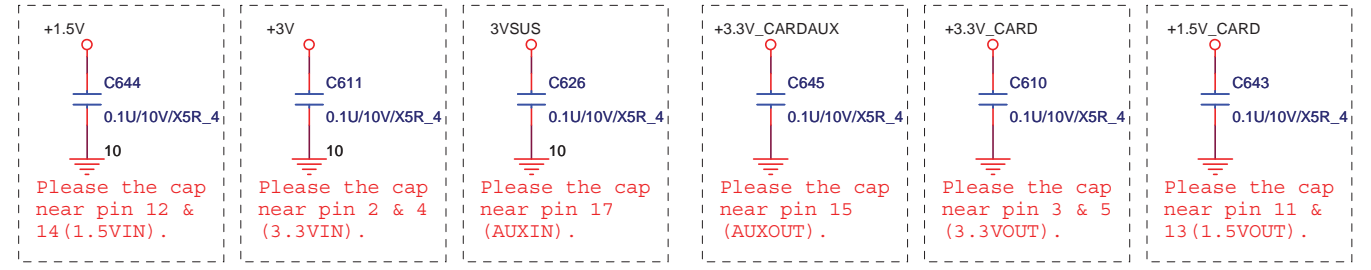 +1.5V
C644
0.1U/10V/X5R_4
10
Please the cap
near pin 12 &
14(1.5VIN).
+3V
C611
0.1U/10V/X5R_4
10
Please the cap
near pin 2 & 4
(3.3VIN).
3VSUS
C626
0.1U/10V/X5R_4
10
Please the cap
near pin 17
(AUXIN).
+3.3V_CARDAUX
C645
0.1U/10V/X5R_4
Please the cap
near pin 15
(AUXOUT).
+3.3V_CARD
C610
0.1U/10V/X5R_4
Please the cap
near pin 3 & 5
(3.3VOUT).
+1.5V_CARD
C643
0.1U/10V/X5R_4
Please the cap
near pin 11 &
13(1.5VOUT).